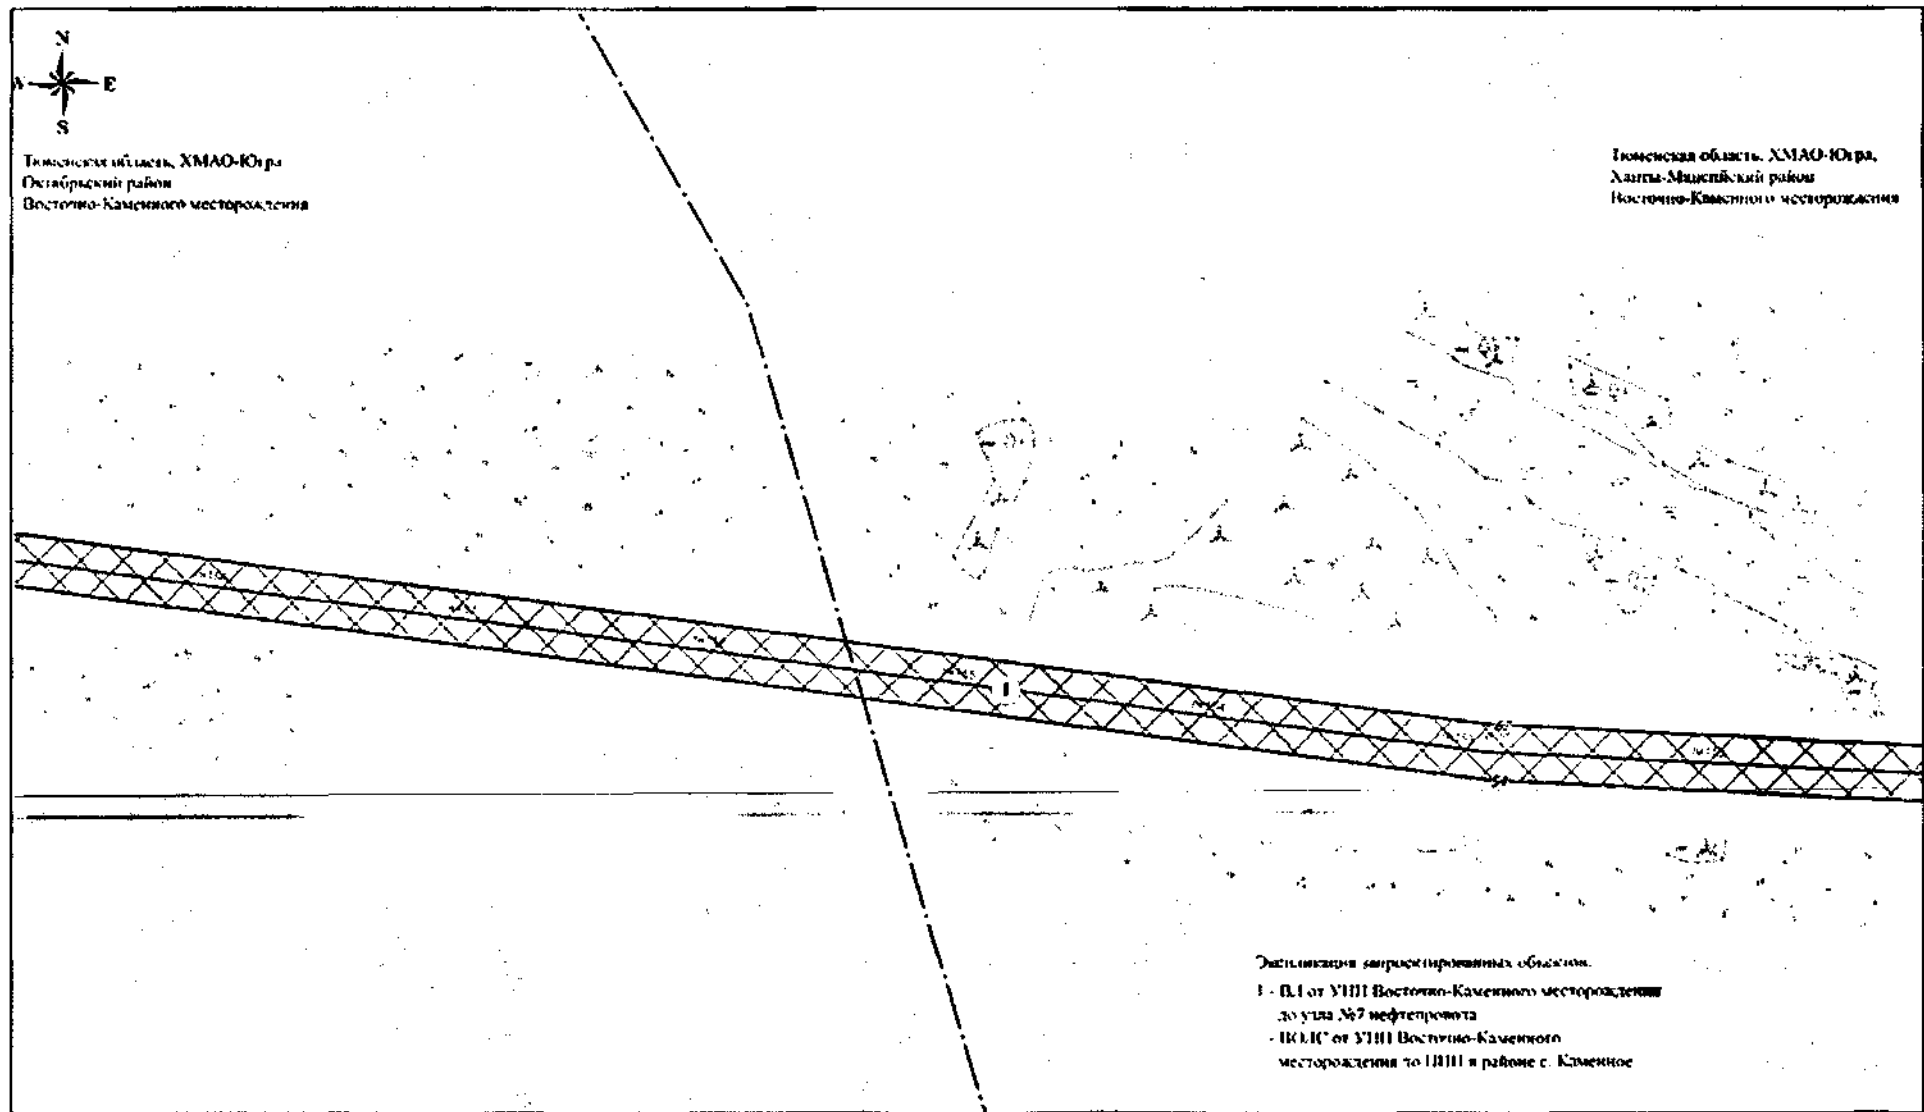 N
E
S
Тюменская область, ХМАО-Югра
Октябрьский район
Восточно-Каменного месторождения
Тюменская область, ХМАО-Югра,
Ханты-Мансийский район
Восточно-Каменного месторождения
1
Экспликация запроектированных объектов:
1 - ВЛ от УПН Восточно-Каменного месторождения
до узла №7 нефтепровода
- ВОЛС от УПН Восточно-Каменного
месторождения до ЦПН в районе с. Каменное